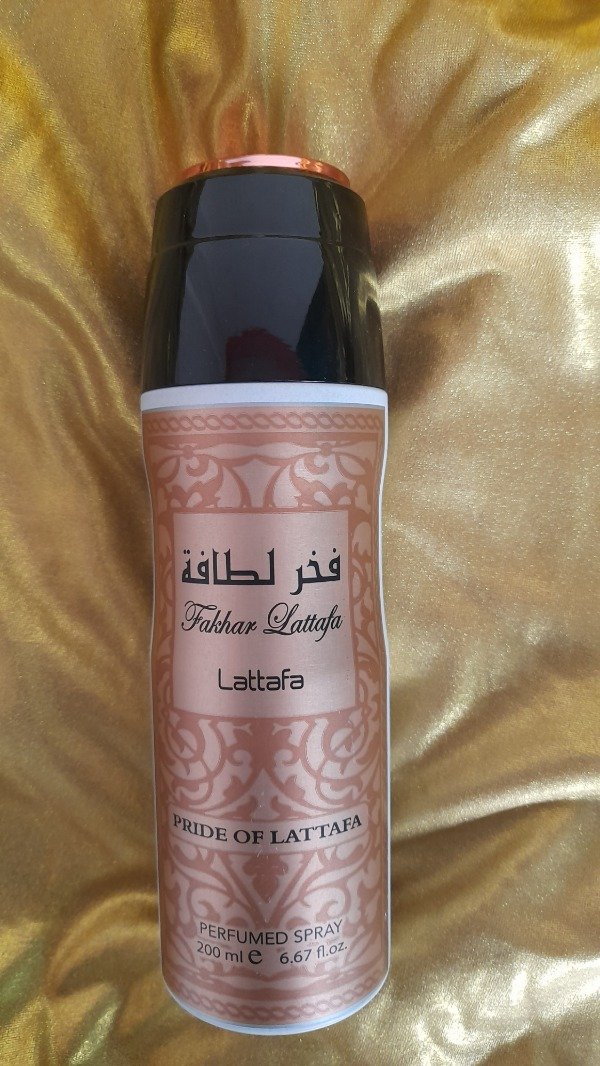 فخر لطافة
Fakhar Lattafa
Lattafa
PRIDE OF LATTAFA
PERFUMED SPRAY
200 ml ℮ 6.67 fl.oz.